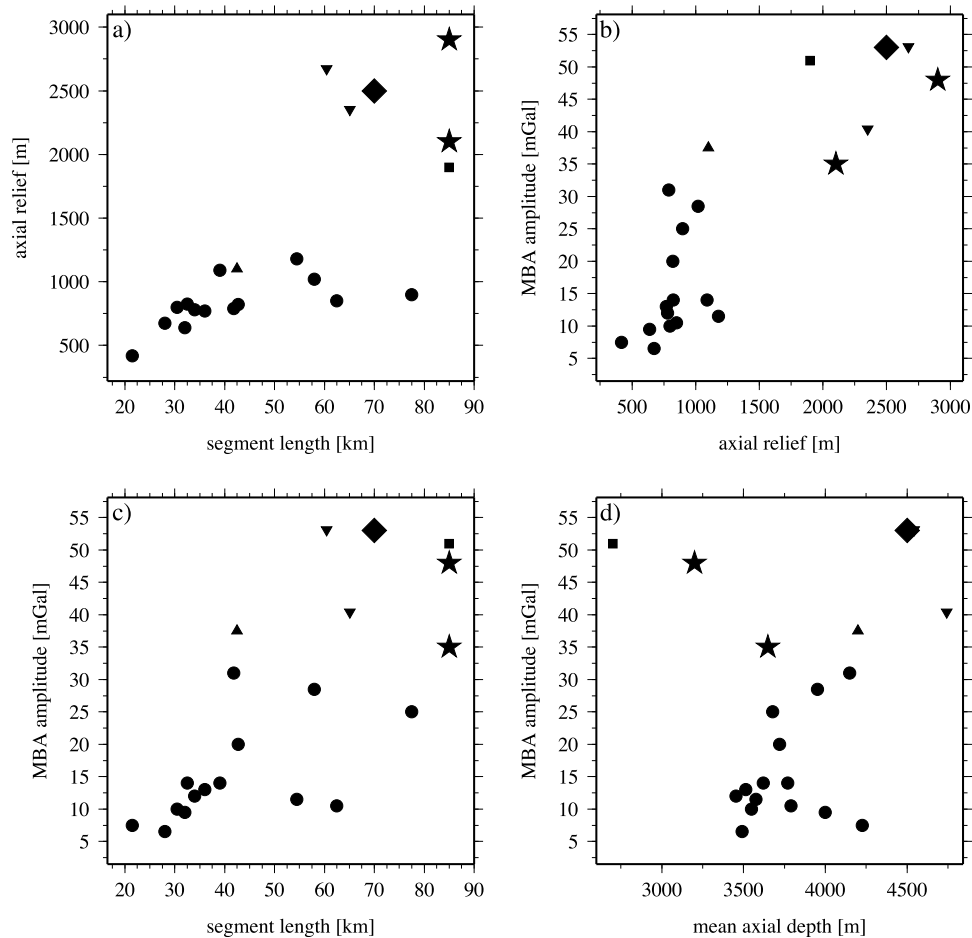 a)
3000
2500
2000
1500
1000
500
axial relief [m]
20 30 40 50 60 70 80 90
segment length [km]
b)
55
50
45
40
35
30
25
20
15
10
5
MBA amplitude [mGal]
500 1000 1500 2000 2500 3000
axial relief [m]
c)
55
50
45
40
35
30
25
20
15
10
5
MBA amplitude [mGal]
20 30 40 50 60 70 80 90
segment length [km]
d)
55
50
45
40
35
30
25
20
15
10
5
MBA amplitude [mGal]
3000 3500 4000 4500
mean axial depth [m]